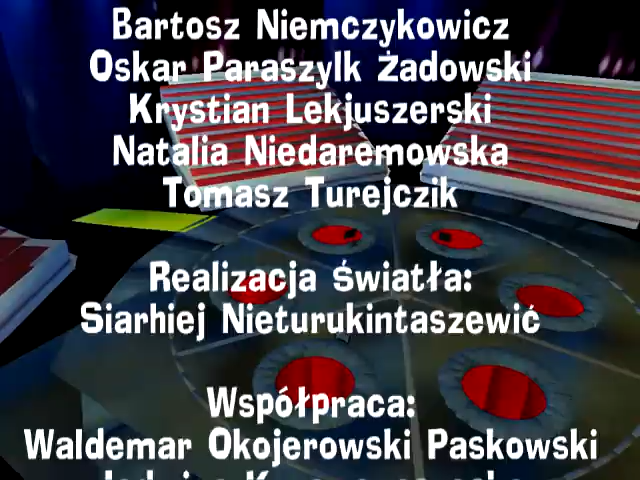 Bartosz Niemczykowicz
Oskar Paraszylk Żadowski
Krystian Lekjuszerski
Natalia Niedaremowska
Tomasz Turejczik
Realizacja Światła:
Siarhiej Nieturukintaszewić
Współpraca:
Waldemar Okojerowski Paskowski